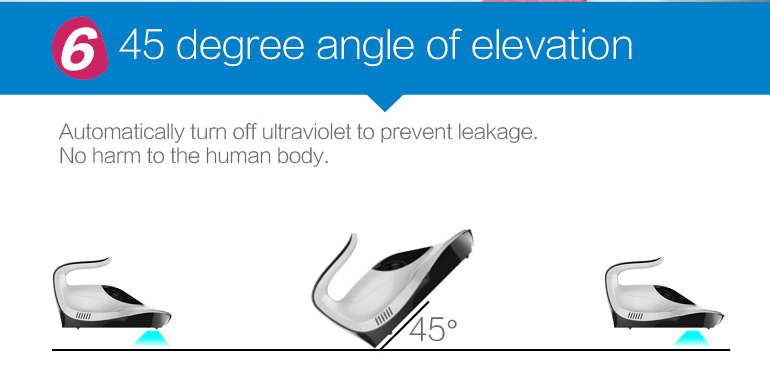 6 45 degree angle of elevation
Automatically turn off ultraviolet to prevent leakage.
No harm to the human body.
45°